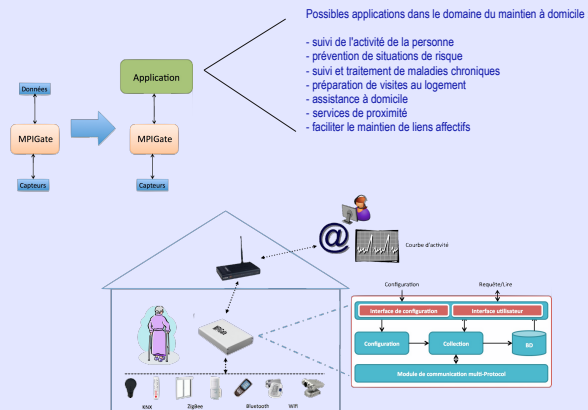 Possibles applications dans le domaine du maintien à domicile
- suivi de l'activité de la personne
- prévention de situations de risque
- suivi et traitement de maladies chroniques
- préparation de visites au logement
- assistance à domicile
- services de proximité
- faciliter le maintien de liens affectifs
Données
MPIGate
Capteurs
Application
MPIGate
Capteurs
@
Courbe d'activité
MPIGate
KNX
ZigBee
Bluetooth
Wifi
Configuration
Requête/Lire
Interface de configuration
Interface utilisateur
Configuration
Collection
BD
Module de communication multi-Protocol